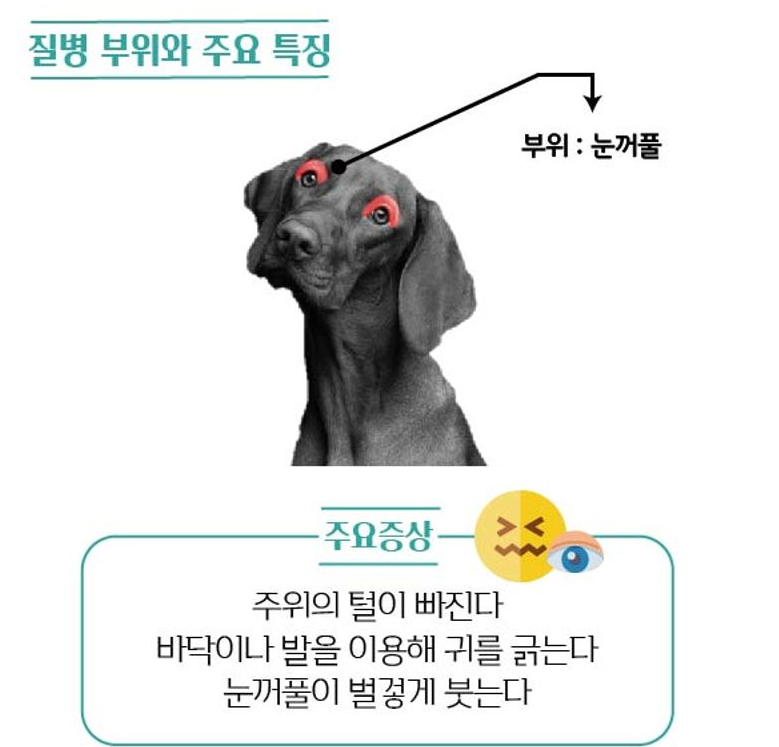 질병 부위와 주요 특징
부위 : 눈꺼풀
주요증상
주위의 털이 빠진다
바닥이나 발을 이용해 귀를 긁는다
눈꺼풀이 벌겋게 붓는다